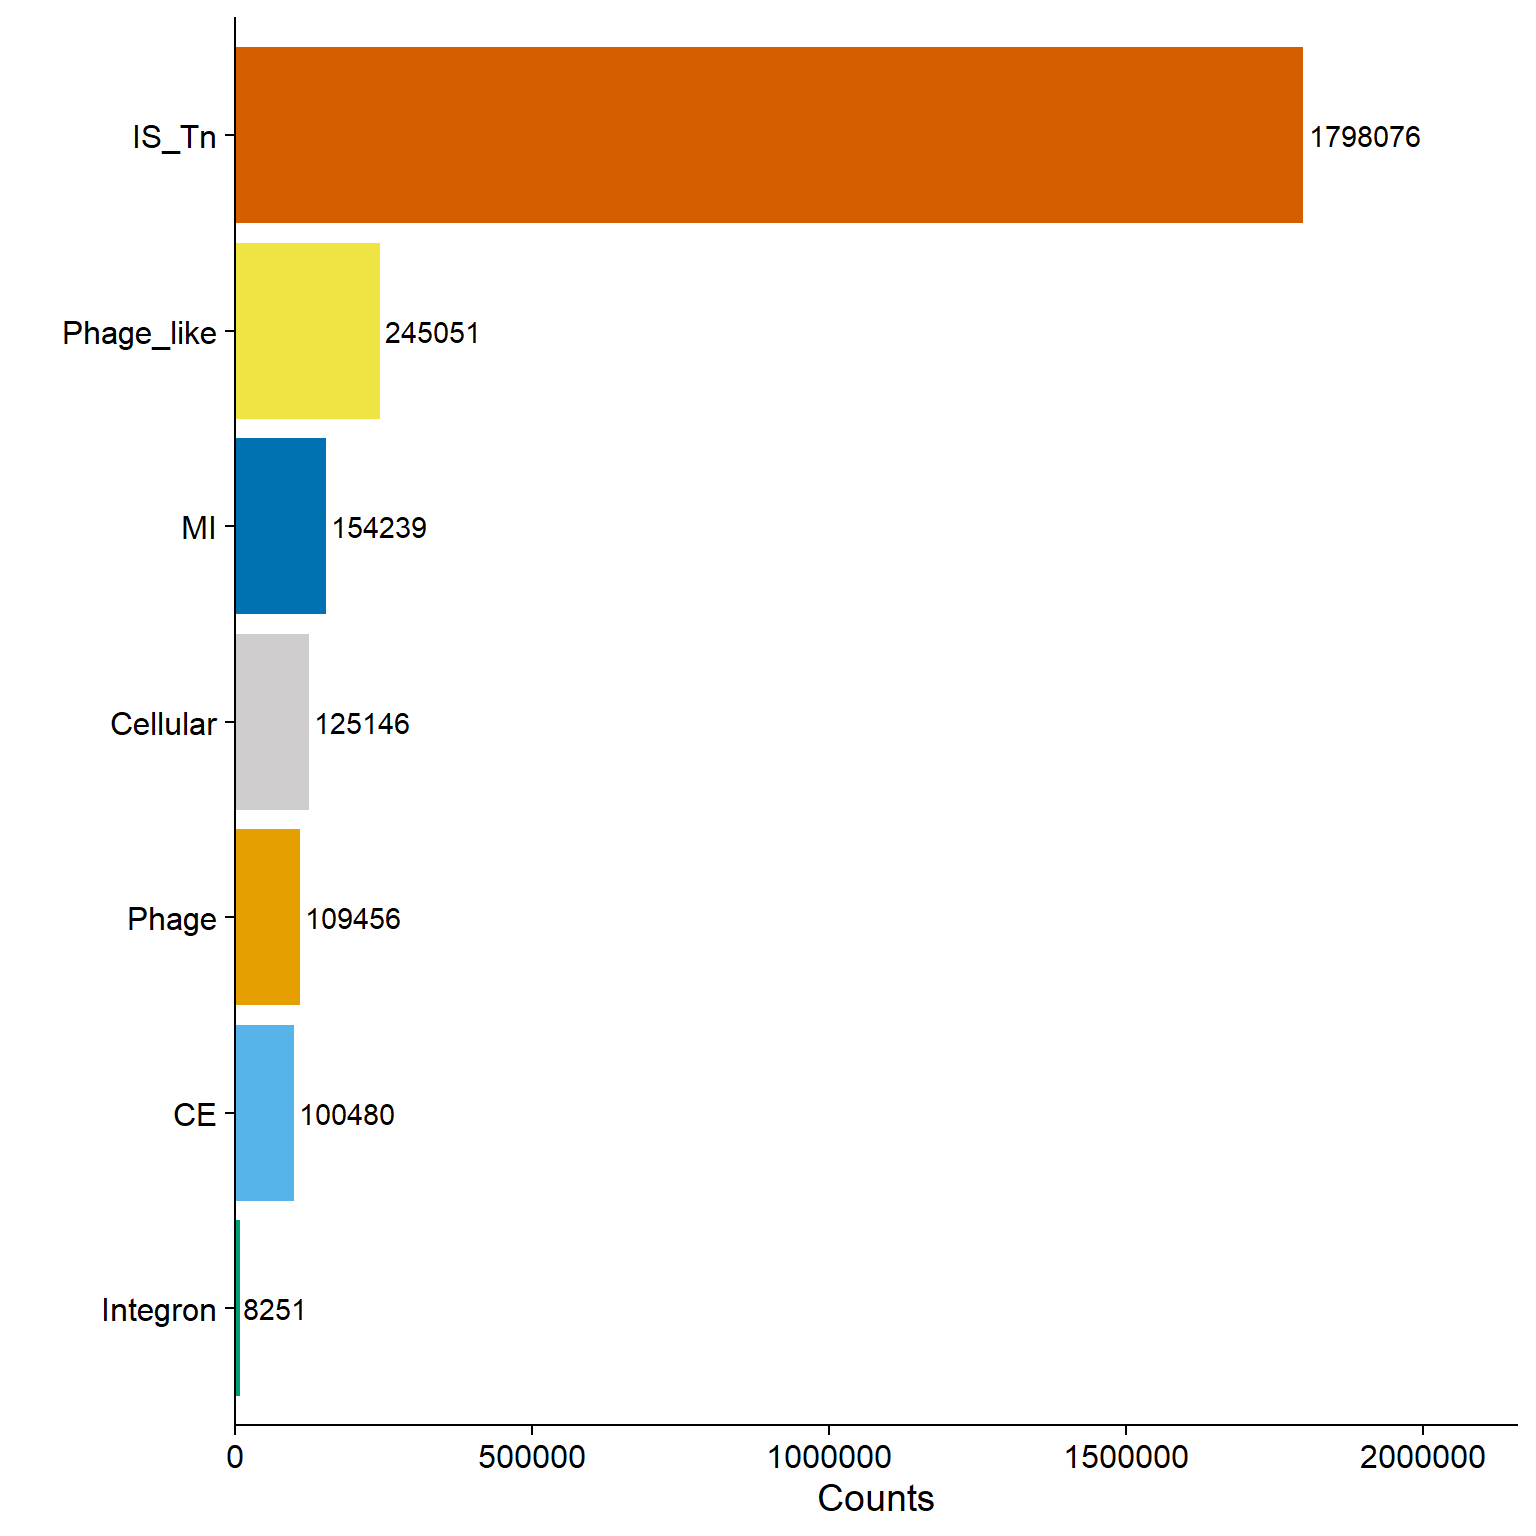 IS_Tn 1798076
Phage_like 245051
MI 154239
Cellular 125146
Phage 109456
CE 100480
Integron 8251
0 500000 1000000 1500000 2000000
Counts